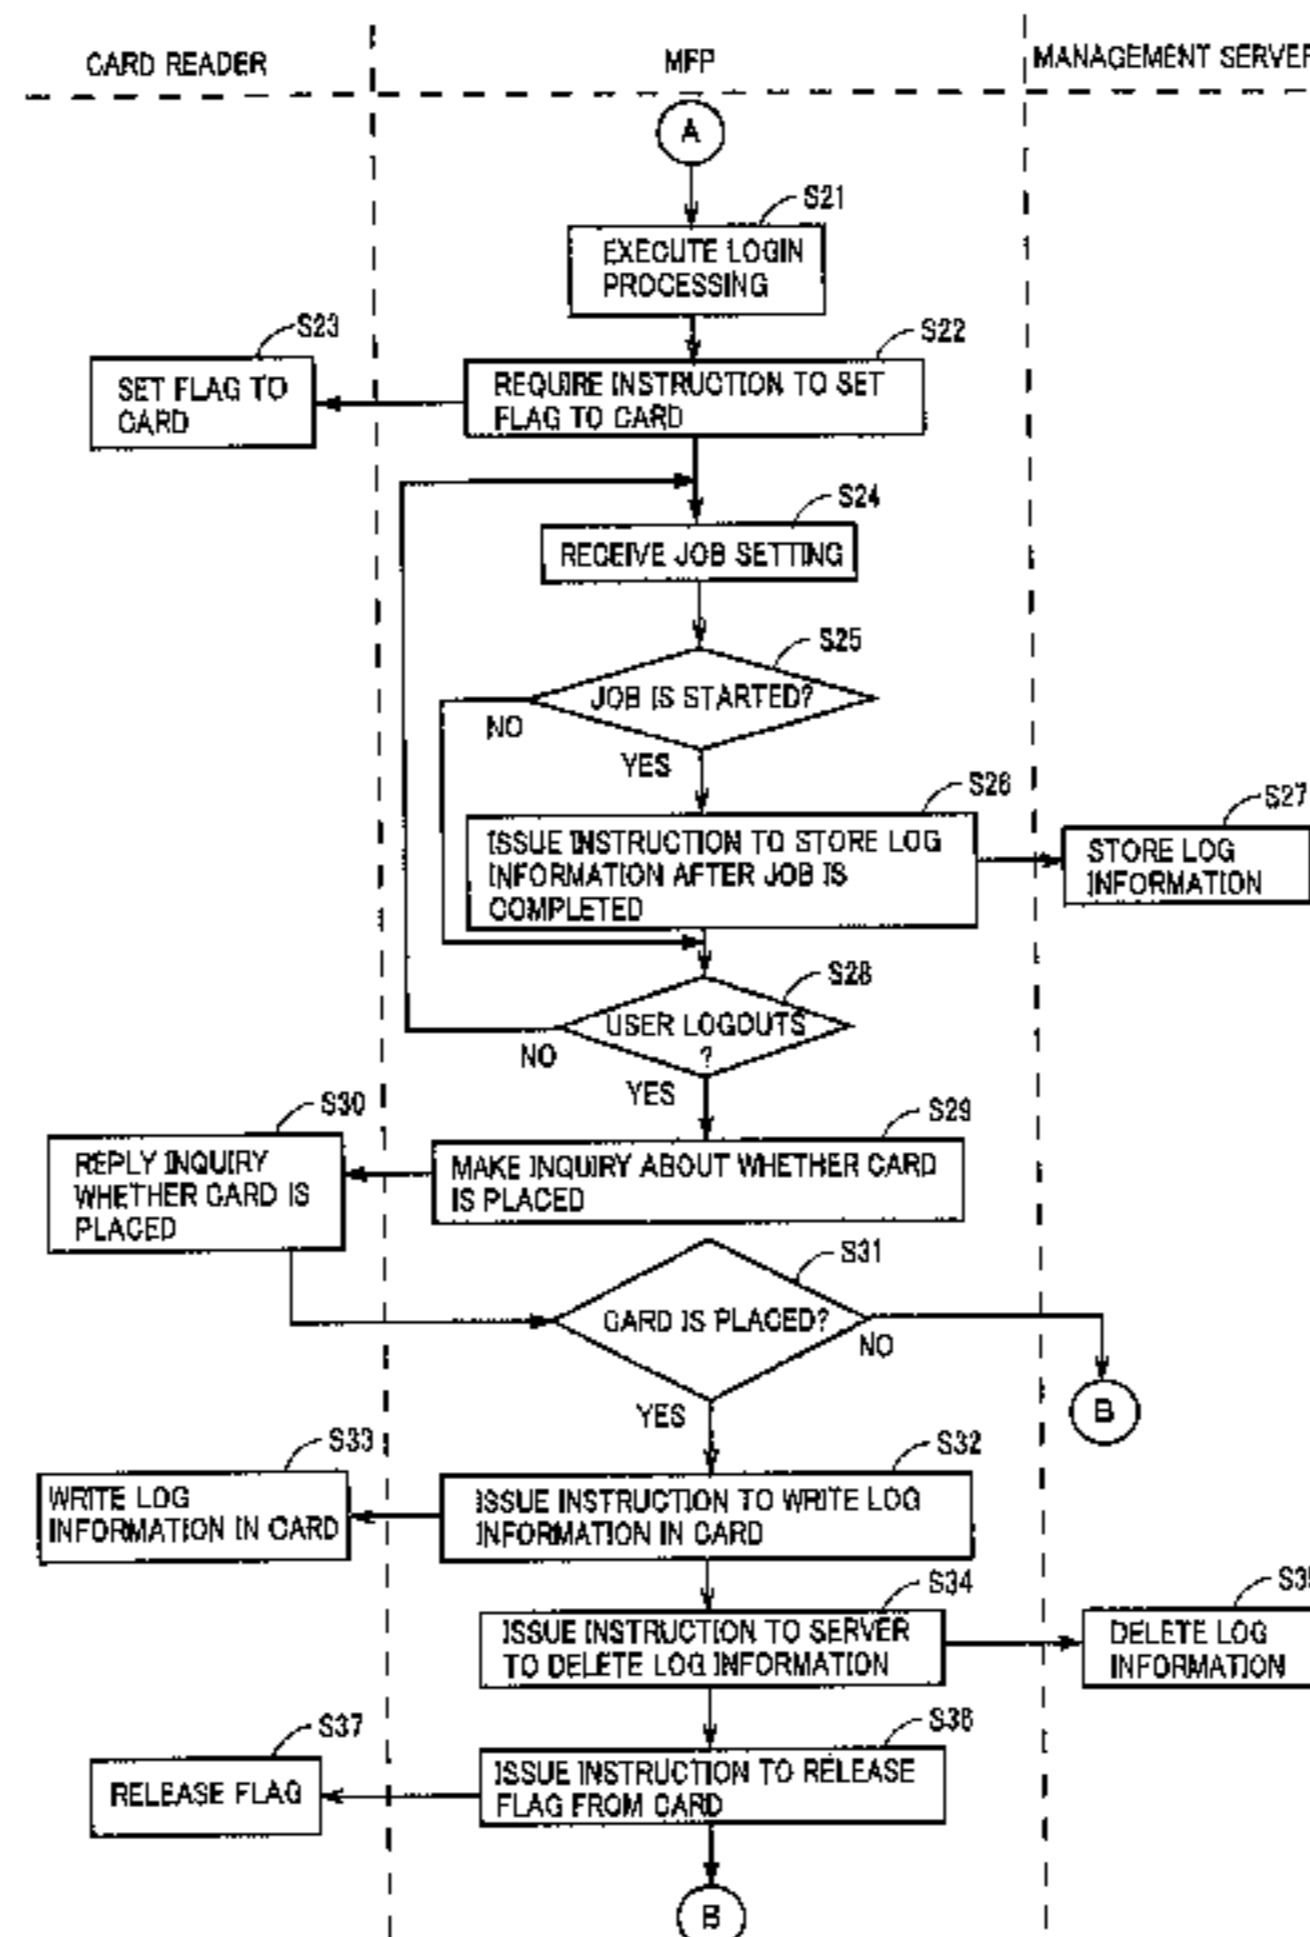 CARD READER
MFP
MANAGEMENT SERVER
A
S21
EXECUTE LOGIN
PROCESSING
S23
S22
SET FLAG TO
CARD
REQUIRE INSTRUCTION TO SET
FLAG TO CARD
S24
RECEIVE JOB SETTING
S25
JOB IS STARTED?
NO
YES
S26
S27
ISSUE INSTRUCTION TO STORE LOG
INFORMATION AFTER JOB IS
COMPLETED
STORE LOG
INFORMATION
S28
USER LOGOUTS
?
NO
YES
S30
S29
REPLY INQUIRY
WHETHER CARD IS
PLACED
MAKE INQUIRY ABOUT WHETHER CARD
IS PLACED
S31
CARD IS PLACED?
NO
YES
B
S33
S32
WRITE LOG
INFORMATION IN CARD
ISSUE INSTRUCTION TO WRITE LOG
INFORMATION IN CARD
S34
S35
ISSUE INSTRUCTION TO SERVER
TO DELETE LOG INFORMATION
DELETE LOG
INFORMATION
S37
S36
RELEASE FLAG
ISSUE INSTRUCTION TO RELEASE
FLAG FROM CARD
B